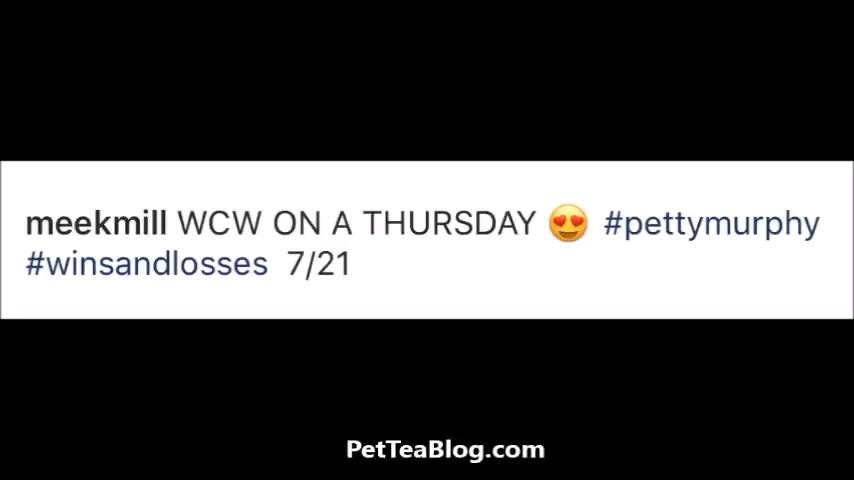 meekmill WCW ON A THURSDAY 😍 #pettymurphy
#winsandlosses 7/21
PetTeaBlog.com